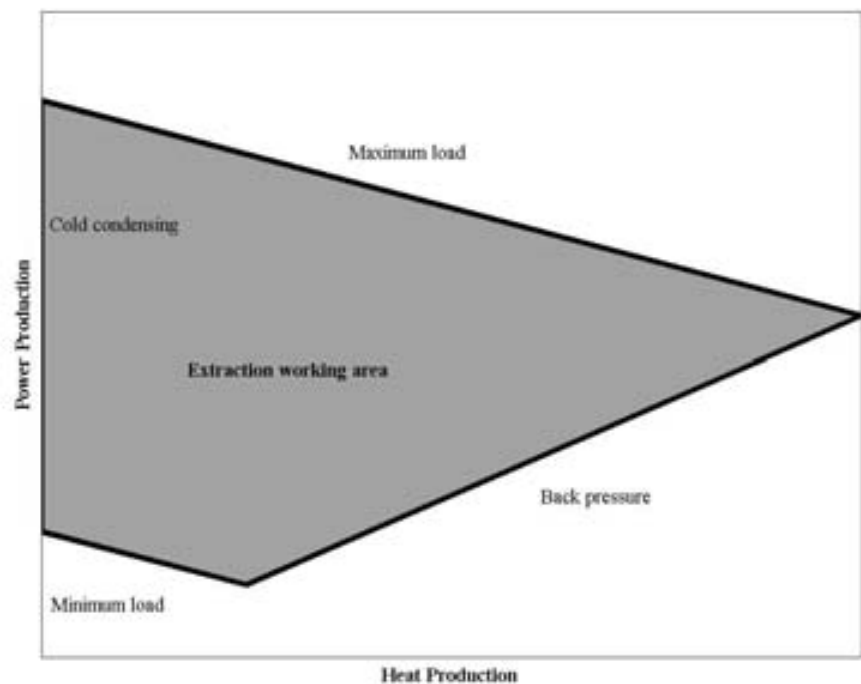 Maximum load
Cold condensing
Power Production
Extraction working area
Back pressure
Minimum load
Heat Production